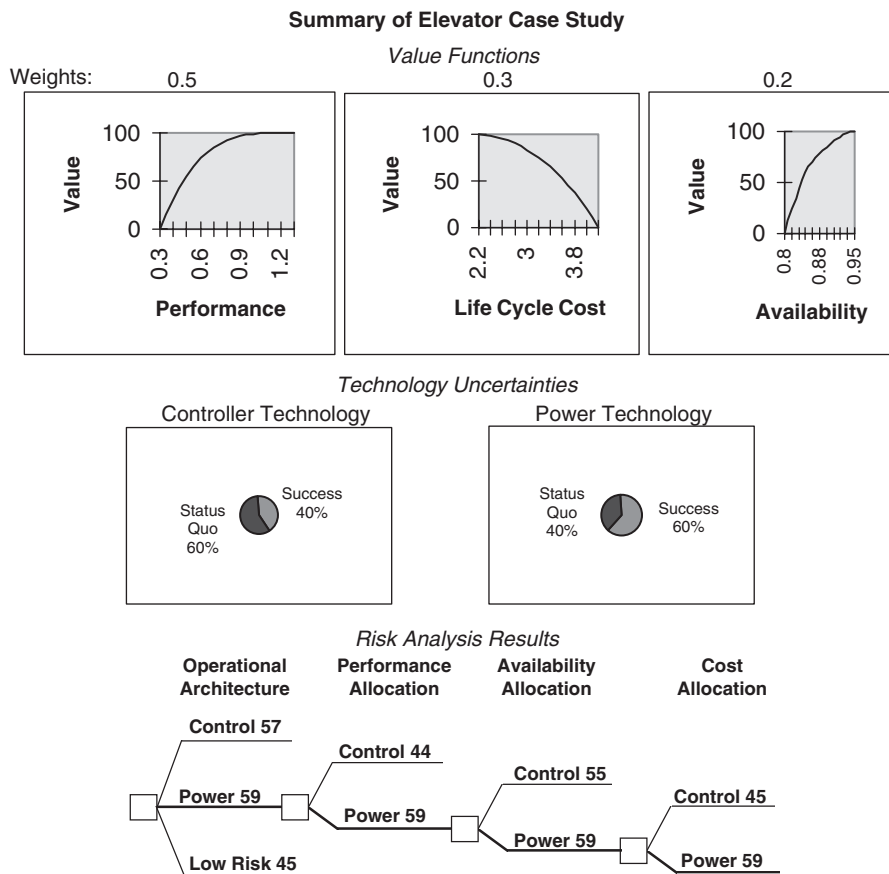 Summary of Elevator Case Study
Value Functions
Weights: 0.5 0.3 0.2
Value
100
50
0
0.3 0.6 0.9 1.2
Performance
Value
100
50
0
2.2 3 3.8
Life Cycle Cost
Value
100
50
0
0.8 0.88 0.95
Availability
Technology Uncertainties
Controller Technology
Status
Quo
60%
Success
40%
Power Technology
Status
Quo
40%
Success
60%
Risk Analysis Results
Operational
Architecture
Performance
Allocation
Availability
Allocation
Cost
Allocation
Control 57
Power 59
Low Risk 45
Control 44
Power 59
Control 55
Power 59
Control 45
Power 59